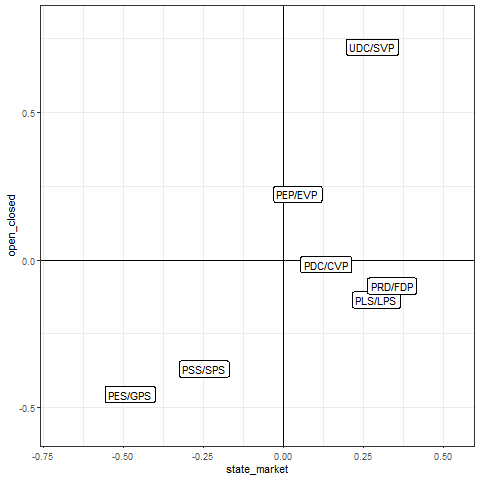 UDC/SVP
0.5
PEP/EVP
open_closed
0.0
PDC/CVP
PRD/FDP
PLS/LPS
PSS/SPS
PES/GPS
-0.5
-0.75 -0.50 -0.25 0.00 0.25 0.50
state_market